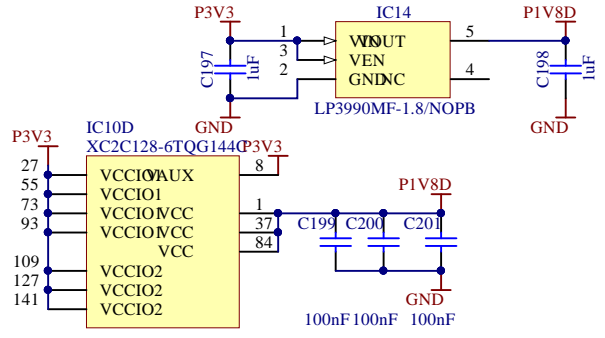 P3V3
IC14
P1V8D
1
VIN
VOUT
5
3
VEN
2
GND
NC
4
C197
1uF
C198
1uF
LP3990MF-1.8/NOPB
GND
GND
IC10D
P3V3
XC2C128-6TQG144C
P3V3
27
VCCIO1
VAUX
8
55
VCCIO1
P1V8D
73
VCCIO1
VCC
1
93
VCCIO1
VCC
37
C199
C200
C201
VCC
84
109
VCCIO2
127
VCCIO2
141
VCCIO2
GND
100nF
100nF
100nF